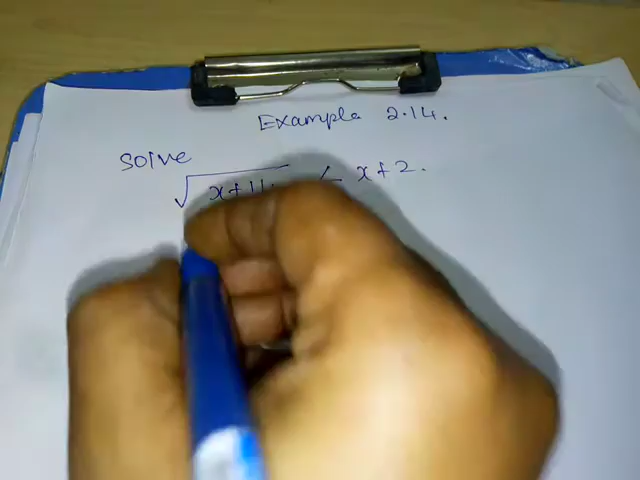 Example 2.14.
Solve
√x+14 < x+2.